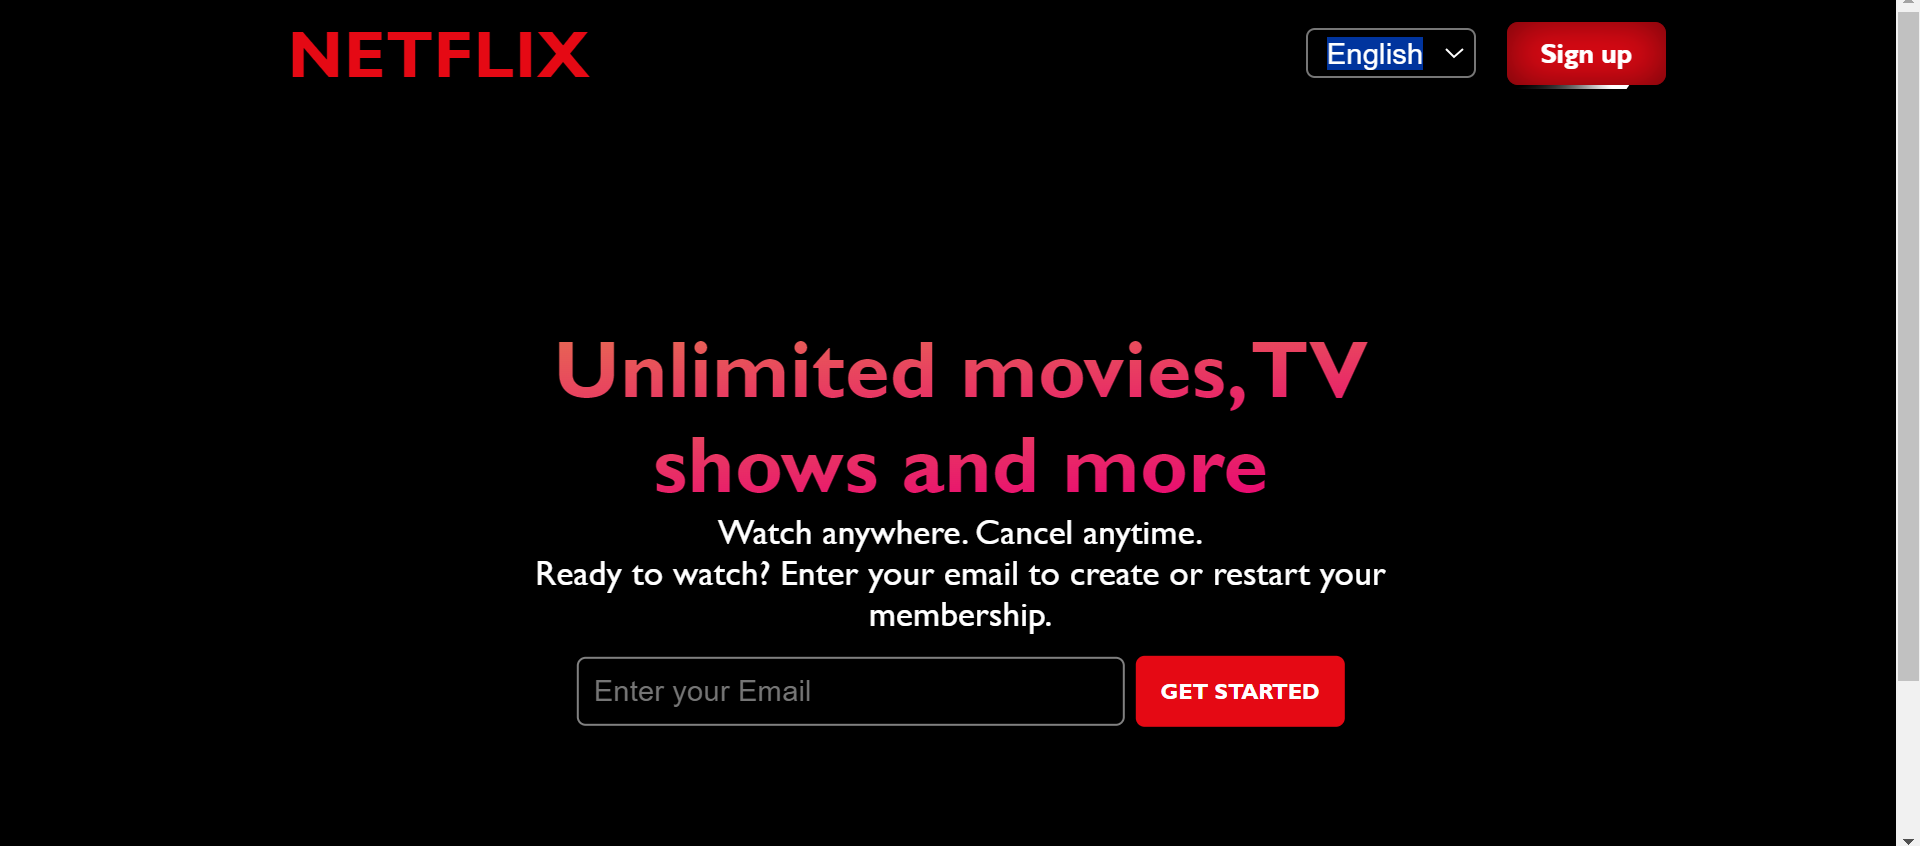 NETFLIX
English
Sign up
Unlimited movies, TV
shows and more
Watch anywhere. Cancel anytime.
Ready to watch? Enter your email to create or restart your
membership.
Enter your Email
GET STARTED